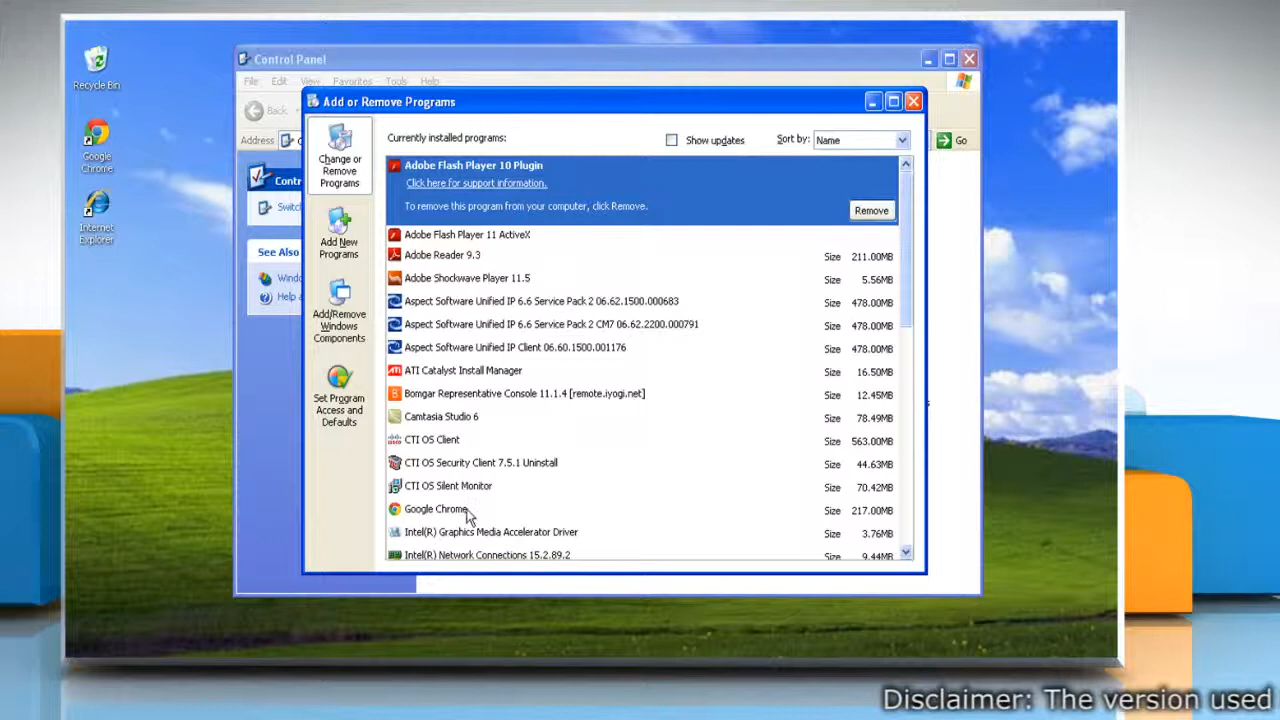 Recycle Bin
Google
Chrome
Internet
Explorer
Control Panel
File Edit View Favorites Tools Help
Back
Address
Go
Switch
See Also
Help
Add or Remove Programs
Change or
Remove
Programs
Add New
Programs
Add/Remove
Windows
Components
Set Program
Access and
Defaults
Currently installed programs:
Show updates
Sort by: Name
Adobe Flash Player 10 Plugin
Click here for support information.
To remove this program from your computer, click Remove.
Remove
Adobe Flash Player 11 ActiveX
Adobe Reader 9.3 Size 211.00MB
Adobe Shockwave Player 11.5 Size 5.56MB
Aspect Software Unified IP 6.6 Service Pack 2 06.62.1500.000683 Size 478.00MB
Aspect Software Unified IP 6.6 Service Pack 2 CM7 06.62.2200.000791 Size 478.00MB
Aspect Software Unified IP Client 06.60.1500.001176 Size 478.00MB
ATI Catalyst Install Manager Size 16.50MB
Bomgar Representative Console 11.1.4 [remote.iyogi.net] Size 12.45MB
Camtasia Studio 6 Size 78.49MB
CTI OS Client Size 563.00MB
CTI OS Security Client 7.5.1 Uninstall Size 44.63MB
CTI OS Silent Monitor Size 70.42MB
Google Chrome Size 217.00MB
Intel(R) Graphics Media Accelerator Driver Size 3.76MB
Intel(R) Network Connections 15.2.89.2 Size 9.44MB
Disclaimer: The version used